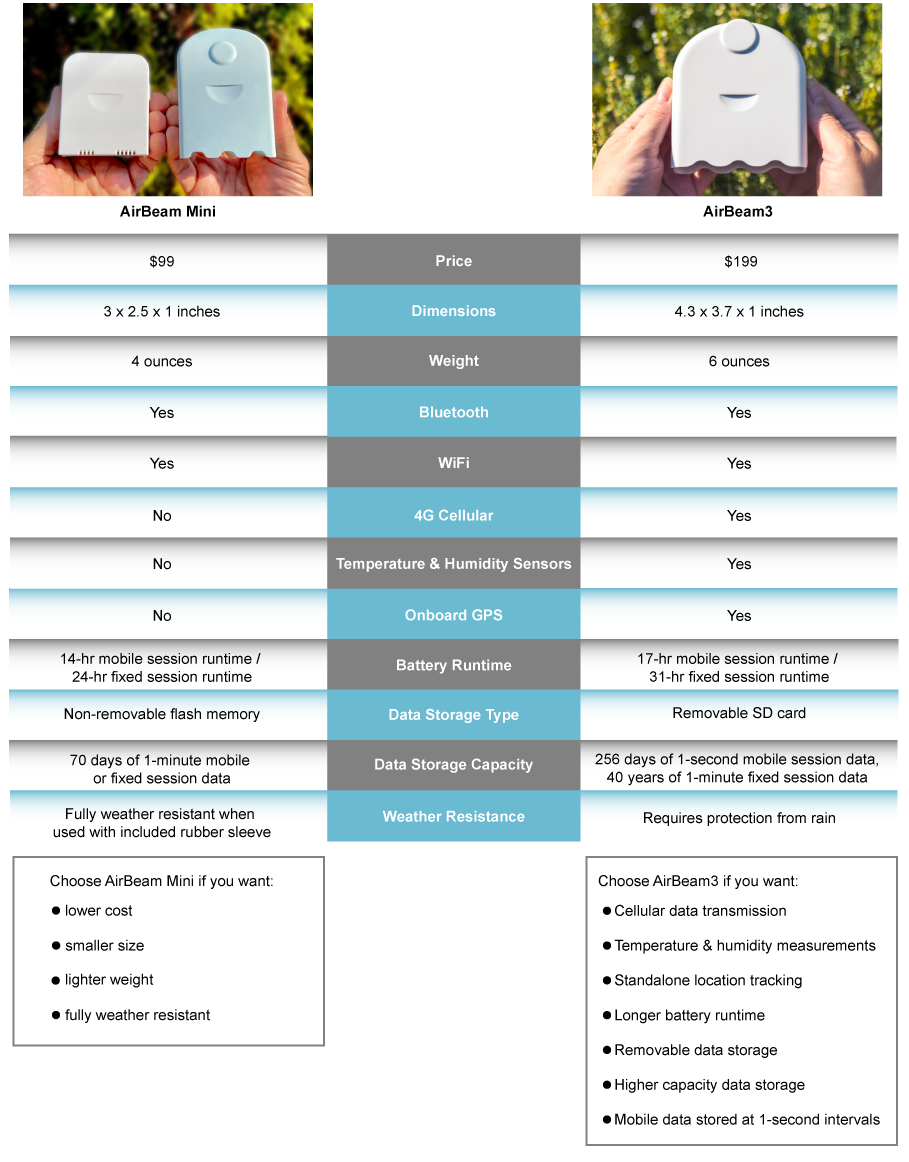 AirBeam Mini
AirBeam3
$99
Price
$199
3 x 2.5 x 1 inches
Dimensions
4.3 x 3.7 x 1 inches
4 ounces
Weight
6 ounces
Yes
Bluetooth
Yes
Yes
WiFi
Yes
No
4G Cellular
Yes
No
Temperature & Humidity Sensors
Yes
No
Onboard GPS
Yes
14-hr mobile session runtime /
24-hr fixed session runtime
Battery Runtime
17-hr mobile session runtime /
31-hr fixed session runtime
Non-removable flash memory
Data Storage Type
Removable SD card
70 days of 1-minute mobile
or fixed session data
Data Storage Capacity
256 days of 1-second mobile session data,
40 years of 1-minute fixed session data
Fully weather resistant when
used with included rubber sleeve
Weather Resistance
Requires protection from rain
Choose AirBeam Mini if you want:
● lower cost
● smaller size
● lighter weight
● fully weather resistant
Choose AirBeam3 if you want:
● Cellular data transmission
● Temperature & humidity measurements
● Standalone location tracking
● Longer battery runtime
● Removable data storage
● Higher capacity data storage
● Mobile data stored at 1-second intervals